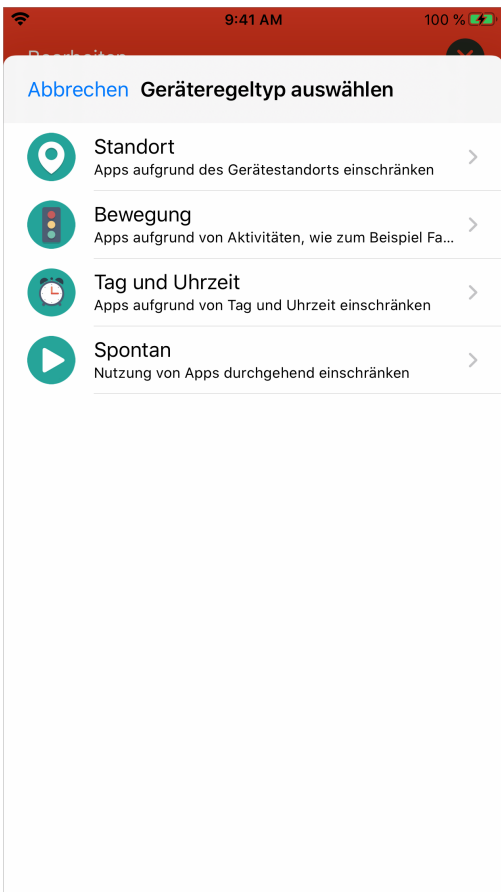 9:41 AM
100 %
Bearbeiten
Abbrechen Geräteregeltyp auswählen
Standort
Apps aufgrund des Gerätestandorts einschränken
Bewegung
Apps aufgrund von Aktivitäten, wie zum Beispiel Fa...
Tag und Uhrzeit
Apps aufgrund von Tag und Uhrzeit einschränken
Spontan
Nutzung von Apps durchgehend einschränken